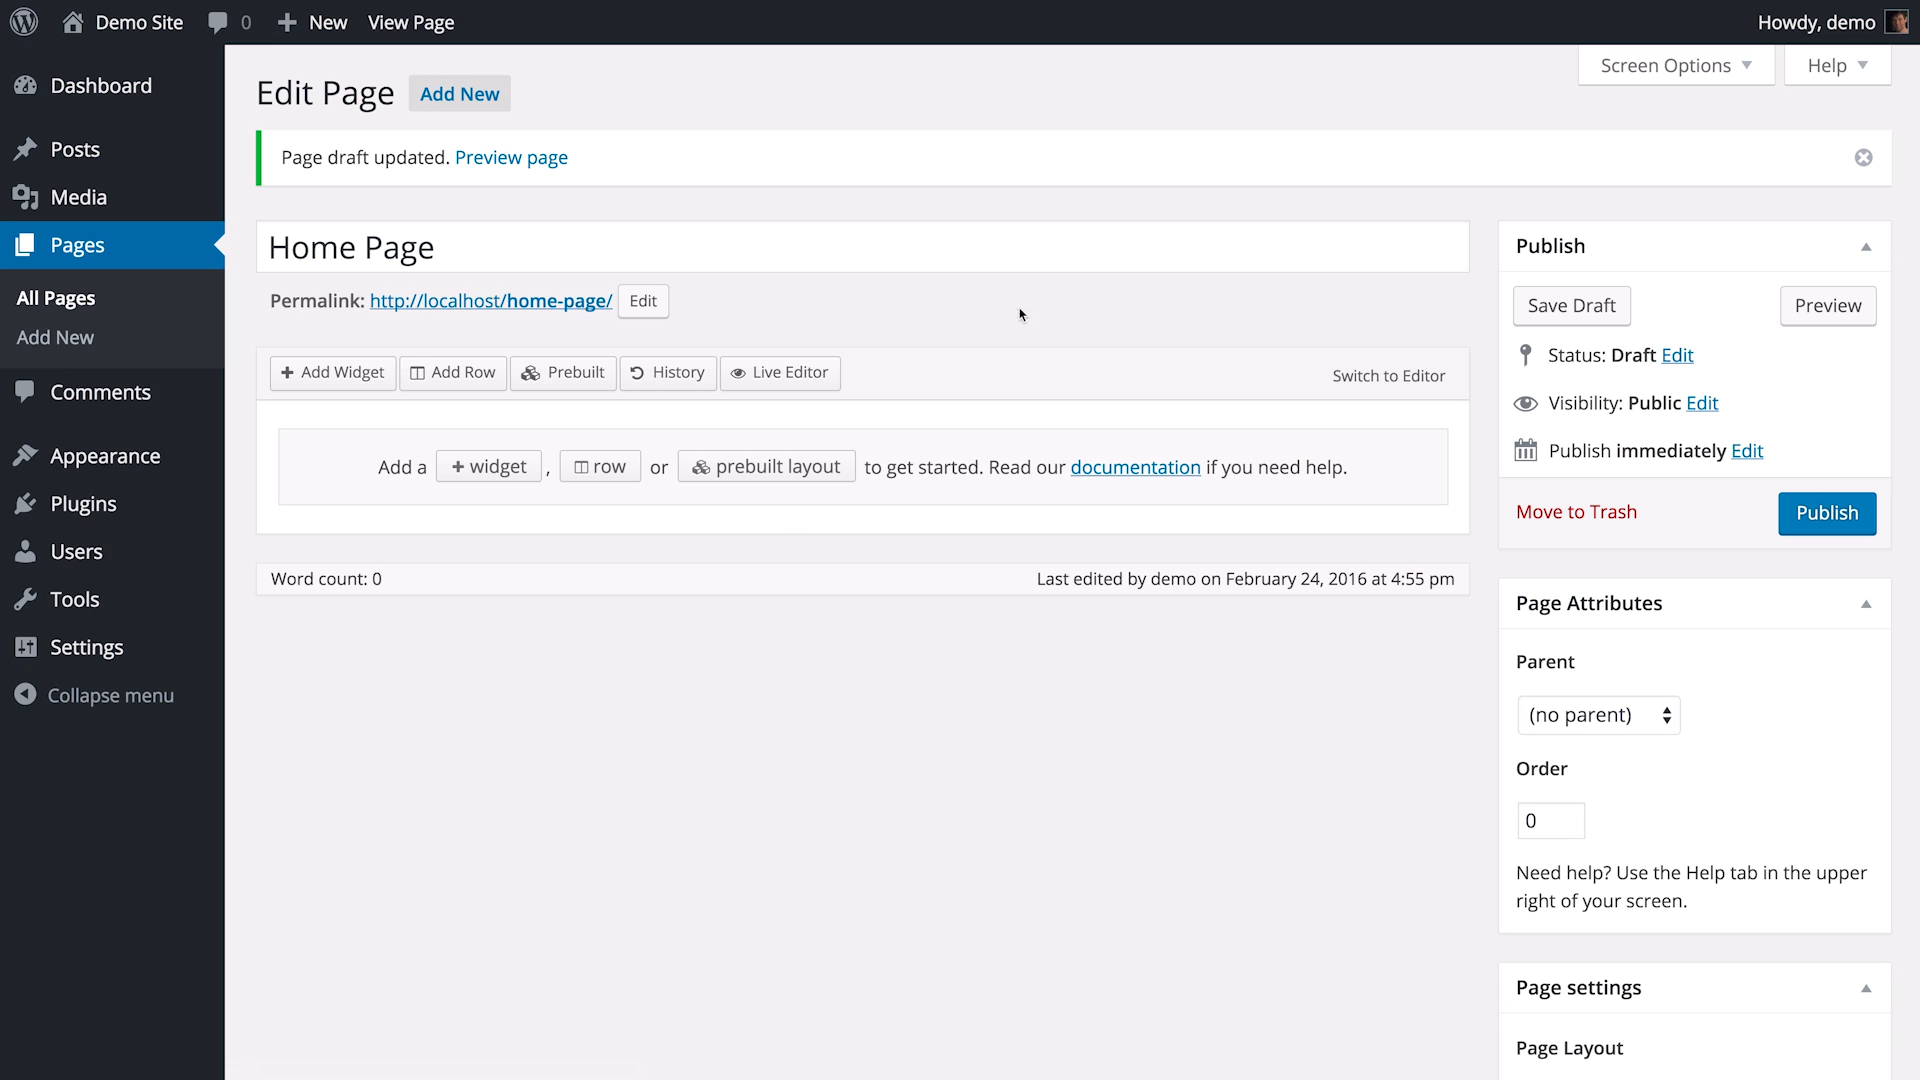 Demo Site 0 New View Page Howdy, demo
Dashboard
Posts
Media
Pages
All Pages
Add New
Comments
Appearance
Plugins
Users
Tools
Settings
Collapse menu
Screen Options Help
Edit Page Add New
Page draft updated. Preview page
Home Page
Permalink: http://localhost/home-page/ Edit
Add Widget Add Row Prebuilt History Live Editor Switch to Editor
Add a + widget , row or prebuilt layout to get started. Read our documentation if you need help.
Word count: 0 Last edited by demo on February 24, 2016 at 4:55 pm
Publish
Save Draft Preview
Status: Draft Edit
Visibility: Public Edit
Publish immediately Edit
Move to Trash Publish
Page Attributes
Parent
(no parent)
Order
0
Need help? Use the Help tab in the upper
right of your screen.
Page settings
Page Layout